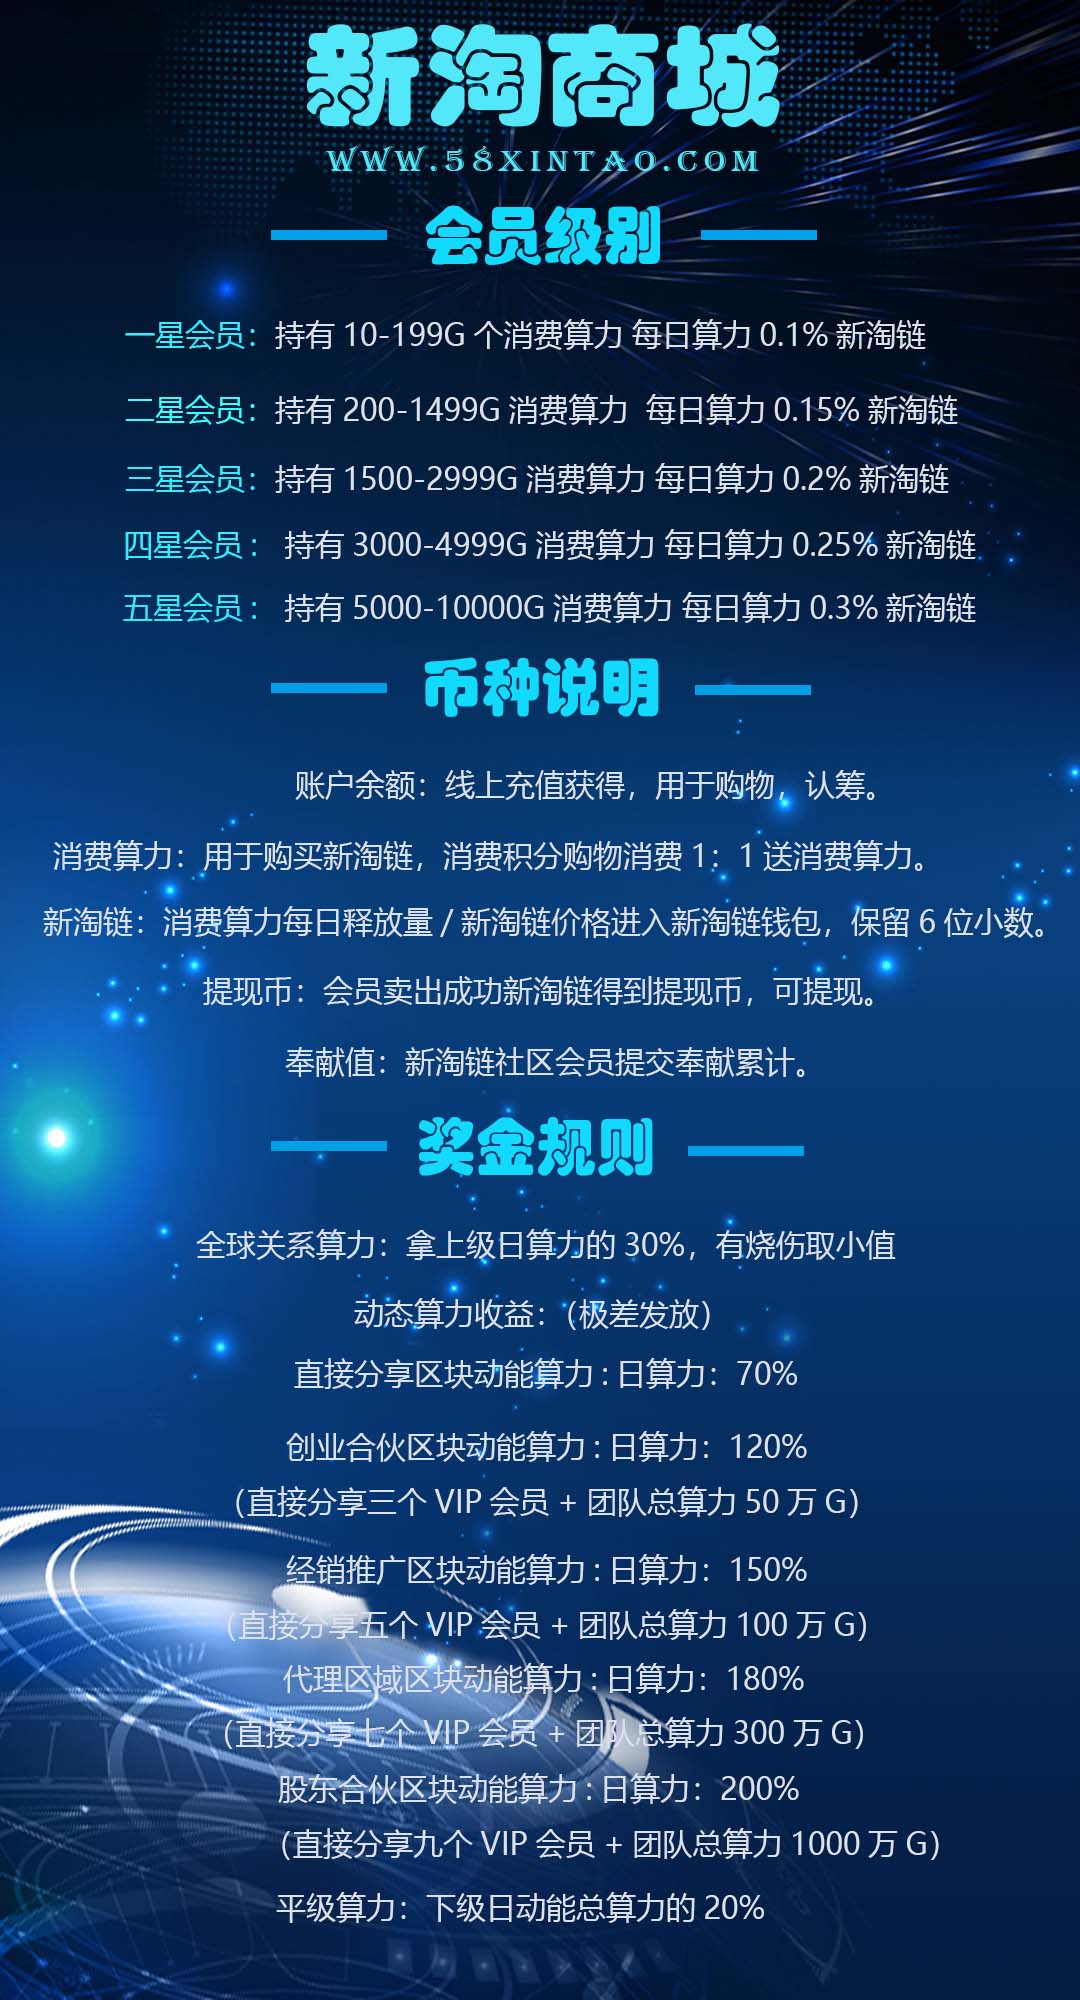 新淘商城
WWW.58XINTAO.COM
会员级别
一星会员：持有 10-199G 个消费算力 每日算力 0.1% 新淘链
二星会员：持有 200-1499G 消费算力 每日算力 0.15% 新淘链
三星会员：持有 1500-2999G 消费算力 每日算力 0.2% 新淘链
四星会员： 持有 3000-4999G 消费算力 每日算力 0.25% 新淘链
五星会员： 持有 5000-10000G 消费算力 每日算力 0.3% 新淘链
币种说明
账户余额：线上充值获得，用于购物，认筹。
消费算力：用于购买新淘链，消费积分购物消费 1：1 送消费算力。
新淘链：消费算力每日释放量 / 新淘链价格进入新淘链钱包，保留 6 位小数。
提现币：会员卖出成功新淘链得到提现币，可提现。
奉献值：新淘链社区会员提交奉献累计。
奖金规则
全球关系算力：拿上级日算力的 30%，有烧伤取小值
动态算力收益：（极差发放）
直接分享区块动能算力 : 日算力：70%
创业合伙区块动能算力 : 日算力：120%
（直接分享三个 VIP 会员 + 团队总算力 50 万 G）
经销推广区块动能算力 : 日算力：150%
（直接分享五个 VIP 会员 + 团队总算力 100 万 G）
代理区域区块动能算力 : 日算力：180%
（直接分享七个 VIP 会员 + 团队总算力 300 万 G）
股东合伙区块动能算力 : 日算力：200%
（直接分享九个 VIP 会员 + 团队总算力 1000 万 G）
平级算力：下级日动能总算力的 20%